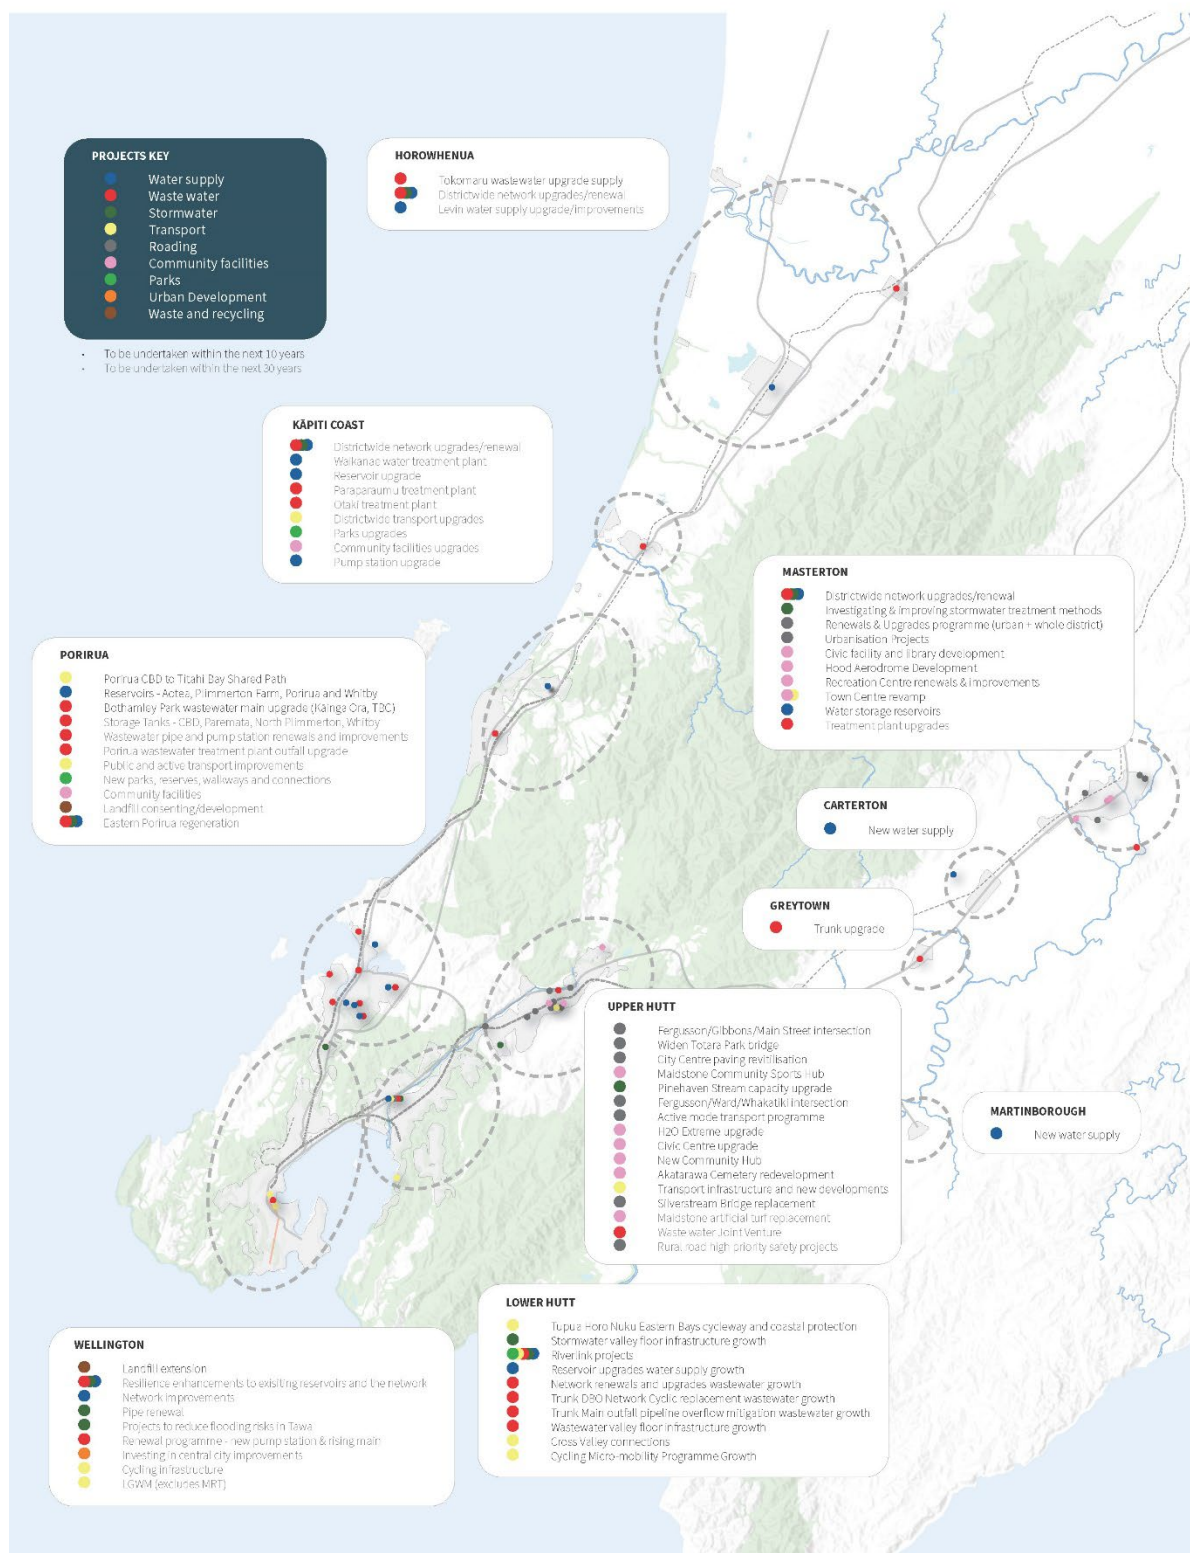 PROJECTS KEY
Water supply
Waste water
Stormwater
Transport
Roading
Community facilities
Parks
Urban Development
Waste and recycling
- To be undertaken within the next 10 years
- To be undertaken within the next 30 years
HOROWHENUA
Tokomaru wastewater upgrade supply
Districtwide network upgrades/renewal
Levin water supply upgrade/improvements
KĀPITI COAST
Districtwide network upgrades/renewal
Waikanae water treatment plant
Reservoir upgrade
Paraparaumu treatment plant
Otaki treatment plant
Districtwide transport upgrades
Parks upgrades
Community facilities upgrades
Pump station upgrade
MASTERTON
Districtwide network upgrades/renewal
Investigating & improving stormwater treatment methods
Renewals & Upgrades programme (urban + whole district)
Urbanisation Projects
Civic facility and library development
Hood Aerodrome Development
Recreation Centre renewals & improvements
Town Centre revamp
Water storage reservoirs
Treatment plant upgrades
PORIRUA
Porirua CBD to Titahi Bay Shared Path
Reservoirs - Aotea, Plimmerton Farm, Porirua and Whitby
Bothamley Park wastewater main upgrade (Kāinga Ora, TBC)
Storage Tanks - CBD, Paremata, North Plimmerton, Whitby
Wastewater pipe and pump station renewals and improvements
Porirua wastewater treatment plant outfall upgrade
Public and active transport improvements
New parks, reserves, walkways and connections
Community facilities
Landfill consenting/development
Eastern Porirua regeneration
CARTERTON
New water supply
GREYTOWN
Trunk upgrade
UPPER HUTT
Fergusson/Gibbons/Main Street intersection
Widen Totara Park bridge
City Centre paving revitilisation
Maidstone Community Sports Hub
Pinehaven Stream capacity upgrade
Fergusson/Ward/Whakatiki intersection
Active mode transport programme
H2O Extreme upgrade
Civic Centre upgrade
New Community Hub
Akatarawa Cemetery redevelopment
Transport infrastructure and new developments
Silverstream Bridge replacement
Maidstone artificial turf replacement
Waste water Joint Venture
Rural road high priority safety projects
MARTINBOROUGH
New water supply
LOWER HUTT
Tupua Horo Nuku Eastern Bays cycleway and coastal protection
Stormwater valley floor infrastructure growth
Riverlink projects
Reservoir upgrades water supply growth
Network renewals and upgrades wastewater growth
Trunk DBO Network Cyclic replacement wastewater growth
Trunk Main outfall pipeline overflow mitigation wastewater growth
Wastewater valley floor infrastructure growth
Cross Valley connections
Cycling Micro-mobility Programme Growth
WELLINGTON
Landfill extension
Resilience enhancements to exisiting reservoirs and the network
Network improvements
Pipe renewal
Projects to reduce flooding risks in Tawa
Renewal programme - new pump station & rising main
Investing in central city improvements
Cycling infrastructure
LGWM (excludes MRT)